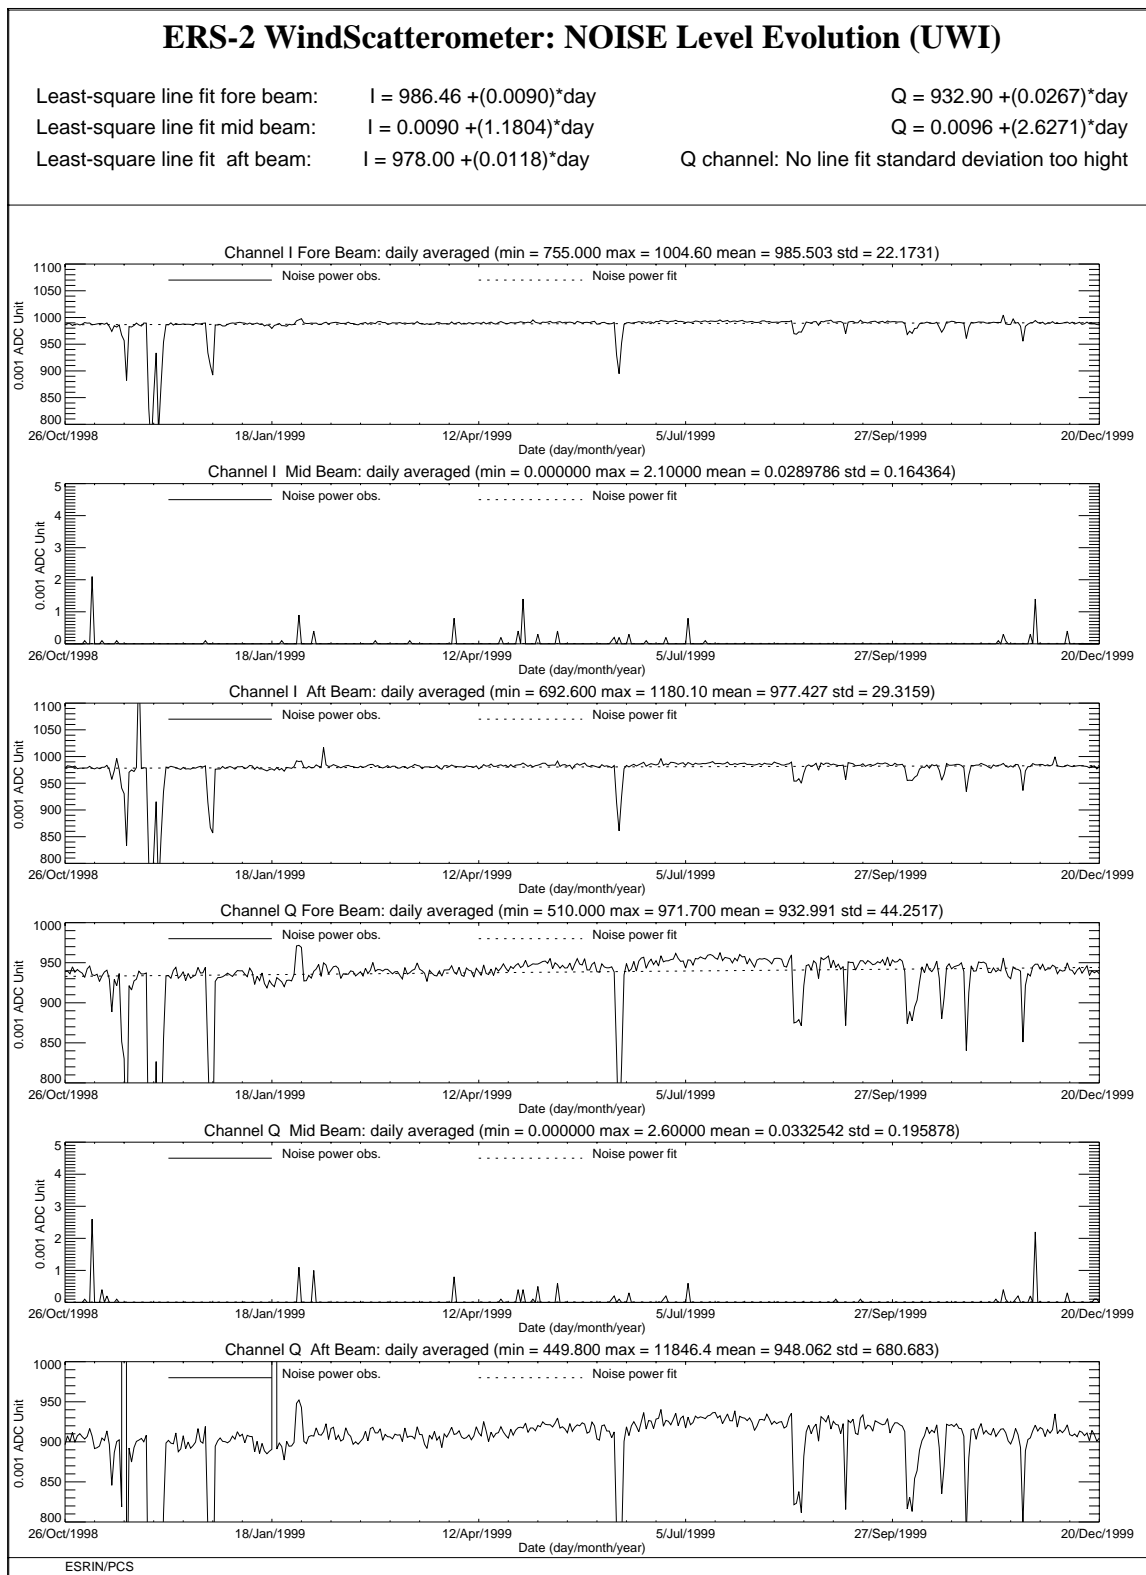 ERS-2 WindScatterometer: NOISE Level Evolution (UWI)
Least-square line fit fore beam: I = 986.46 +(0.0090)*day Q = 932.90 +(0.0267)*day
Least-square line fit mid beam: I = 0.0090 +(1.1804)*day Q = 0.0096 +(2.6271)*day
Least-square line fit aft beam: I = 978.00 +(0.0118)*day Q channel: No line fit standard deviation too hight
Channel I Fore Beam: daily averaged (min = 755.000 max = 1004.60 mean = 985.503 std = 22.1731)
Noise power obs. Noise power fit
0.001 ADC Unit
1100
1050
1000
950
900
850
800
26/Oct/1998 18/Jan/1999 12/Apr/1999 5/Jul/1999 27/Sep/1999 20/Dec/1999
Date (day/month/year)
Channel I Mid Beam: daily averaged (min = 0.000000 max = 2.10000 mean = 0.0289786 std = 0.164364)
Noise power obs. Noise power fit
0.001 ADC Unit
5
4
3
2
1
0
26/Oct/1998 18/Jan/1999 12/Apr/1999 5/Jul/1999 27/Sep/1999 20/Dec/1999
Date (day/month/year)
Channel I Aft Beam: daily averaged (min = 692.600 max = 1180.10 mean = 977.427 std = 29.3159)
Noise power obs. Noise power fit
0.001 ADC Unit
1100
1050
1000
950
900
850
800
26/Oct/1998 18/Jan/1999 12/Apr/1999 5/Jul/1999 27/Sep/1999 20/Dec/1999
Date (day/month/year)
Channel Q Fore Beam: daily averaged (min = 510.000 max = 971.700 mean = 932.991 std = 44.2517)
Noise power obs. Noise power fit
0.001 ADC Unit
1000
950
900
850
800
26/Oct/1998 18/Jan/1999 12/Apr/1999 5/Jul/1999 27/Sep/1999 20/Dec/1999
Date (day/month/year)
Channel Q Mid Beam: daily averaged (min = 0.000000 max = 2.60000 mean = 0.0332542 std = 0.195878)
Noise power obs. Noise power fit
0.001 ADC Unit
5
4
3
2
1
0
26/Oct/1998 18/Jan/1999 12/Apr/1999 5/Jul/1999 27/Sep/1999 20/Dec/1999
Date (day/month/year)
Channel Q Aft Beam: daily averaged (min = 449.800 max = 11846.4 mean = 948.062 std = 680.683)
Noise power obs. Noise power fit
0.001 ADC Unit
1000
950
900
850
800
26/Oct/1998 18/Jan/1999 12/Apr/1999 5/Jul/1999 27/Sep/1999 20/Dec/1999
Date (day/month/year)
ESRIN/PCS